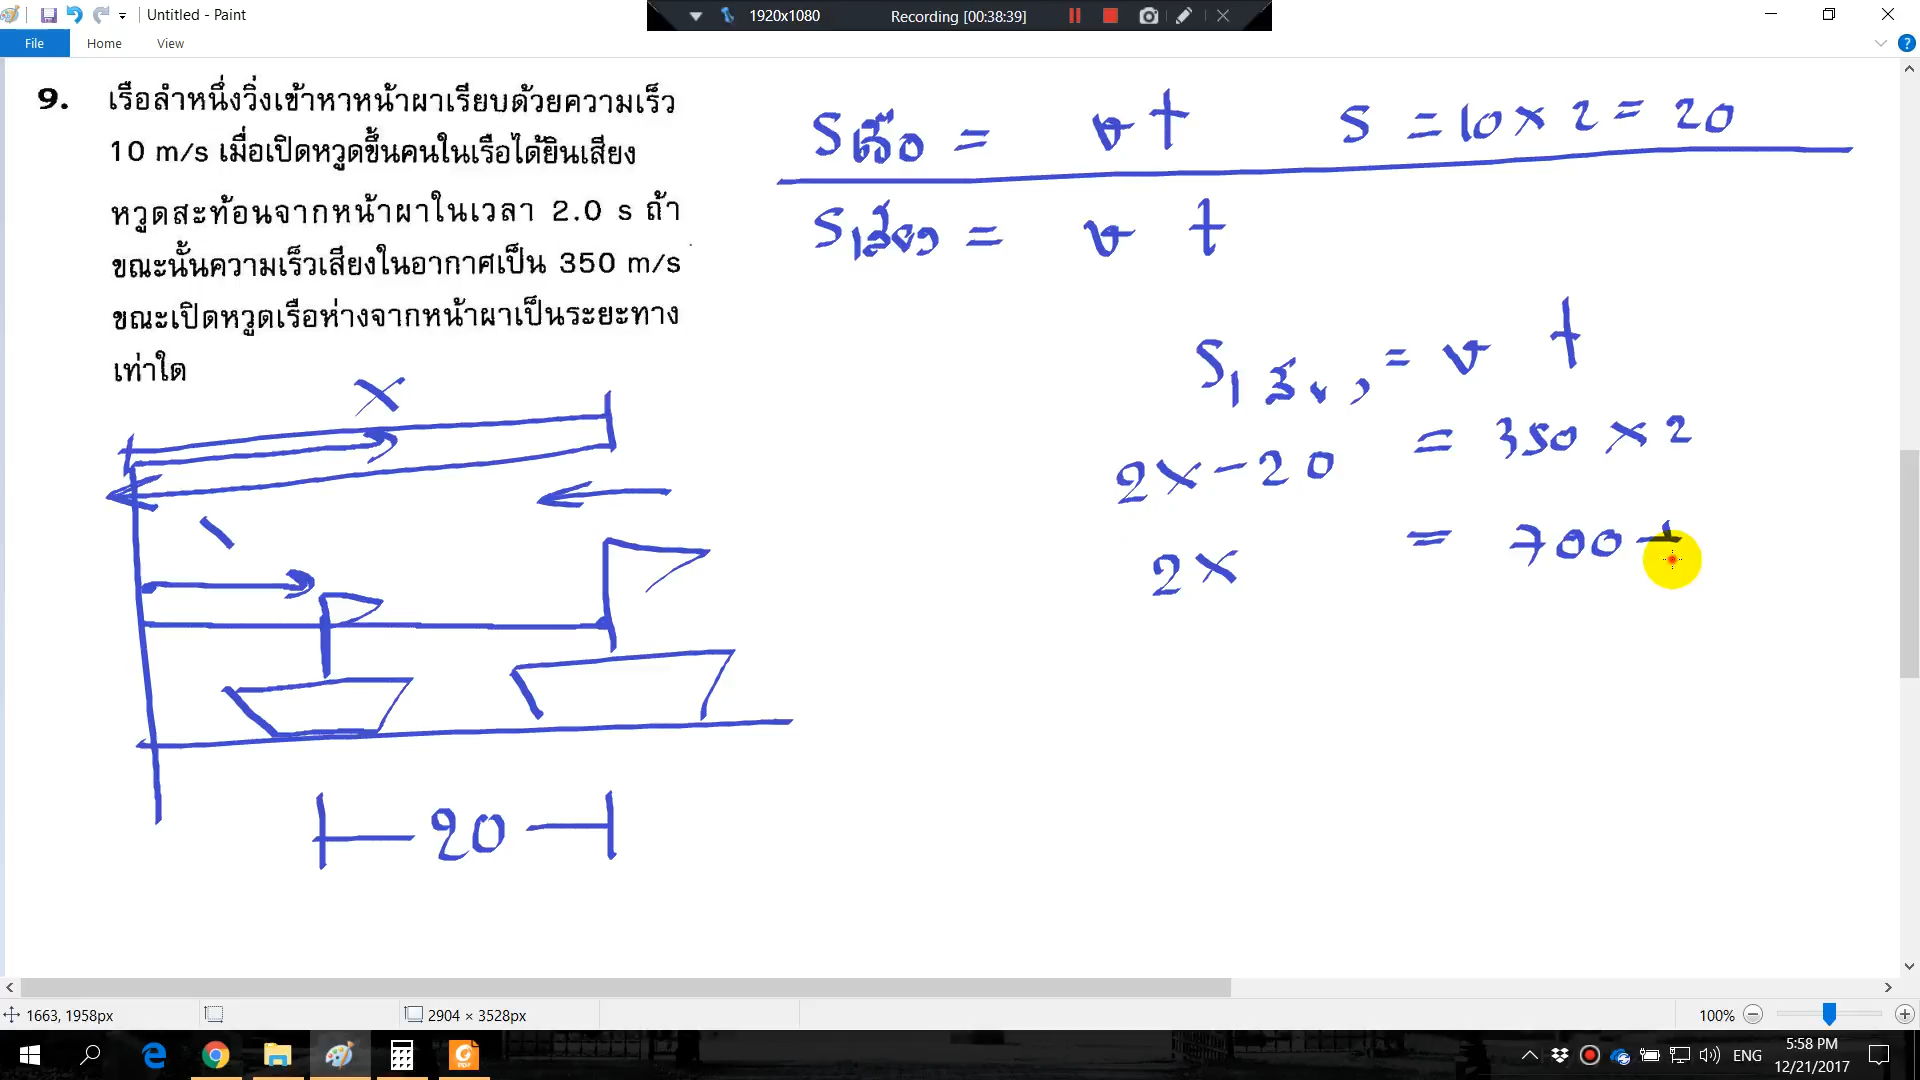 Untitled - Paint
1920x1080 Recording [00:38:39]
File Home View
9. เรือลำหนึ่งวิ่งเข้าหาหน้าผาเรียบด้วยความเร็ว
10 m/s เมื่อเปิดหวูดขึ้นคนในเรือได้ยินเสียง
หวูดสะท้อนจากหน้าผาในเวลา 2.0 s ถ้า
ขณะนั้นความเร็วเสียงในอากาศเป็น 350 m/s
ขณะเปิดหวูดเรือห่างจากหน้าผาเป็นระยะทาง
เท่าใด
Sเรือ = v t S = 10 × 2 = 20
Sเสียง = v t
Sเสียง = v t
2x - 20 = 350 × 2
2x = 700 +
x
20
1663, 1958px
2904 × 3528px
100%
ENG
5:58 PM
12/21/2017